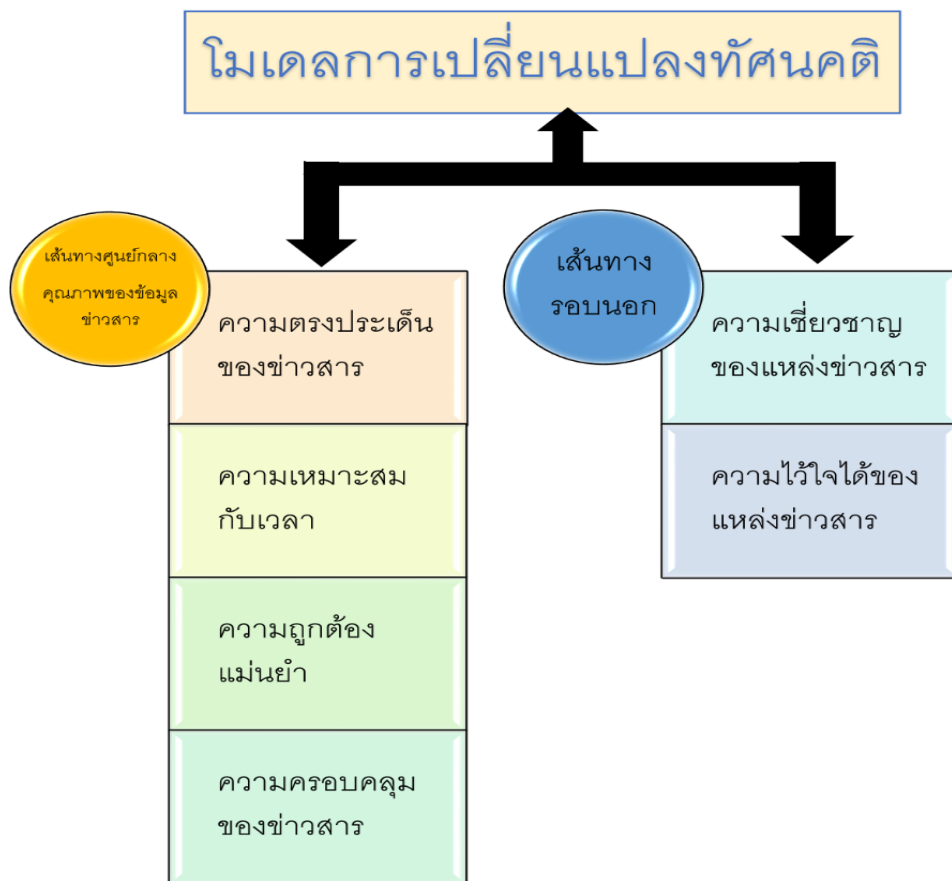 โมเดลการเปลี่ยนแปลงทัศนคติ
เส้นทางศูนย์กลาง
คุณภาพของข้อมูล
ข่าวสาร
ความตรงประเด็น
ของข่าวสาร
ความเหมาะสม
กับเวลา
ความถูกต้อง
แม่นยำ
ความครอบคลุม
ของข่าวสาร
เส้นทาง
รอบนอก
ความเชี่ยวชาญ
ของแหล่งข่าวสาร
ความไว้ใจได้ของ
แหล่งข่าวสาร